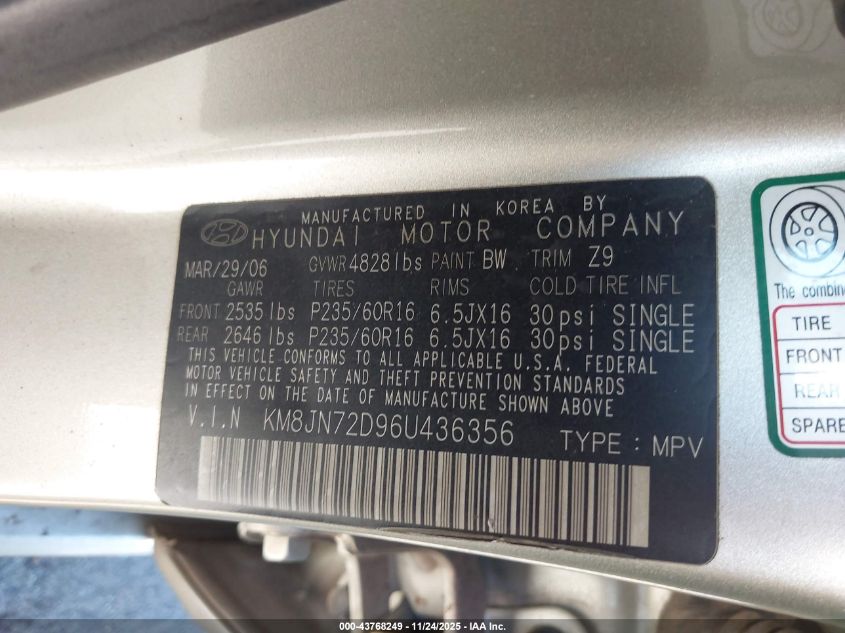 MANUFACTURED IN KOREA BY
HYUNDAI MOTOR COMPANY
MAR/29/06 GVWR 4828 lbs PAINT BW TRIM Z9
GAWR TIRES RIMS COLD TIRE INFL
FRONT 2535 lbs P235/60R16 6.5JX16 30psi SINGLE
REAR 2646 lbs P235/60R16 6.5JX16 30psi SINGLE
THIS VEHICLE CONFORMS TO ALL APPLICABLE U.S.A. FEDERAL
MOTOR VEHICLE SAFETY AND THEFT PREVENTION STANDARDS
IN EFFECT ON THE DATE OF MANUFACTURE SHOWN ABOVE
V.I.N KM8JN72D96U436356 TYPE : MPV
The combine
TIRE
FRONT
REAR
SPARE
000-43768249 - 11/24/2025 - IAA, Inc.